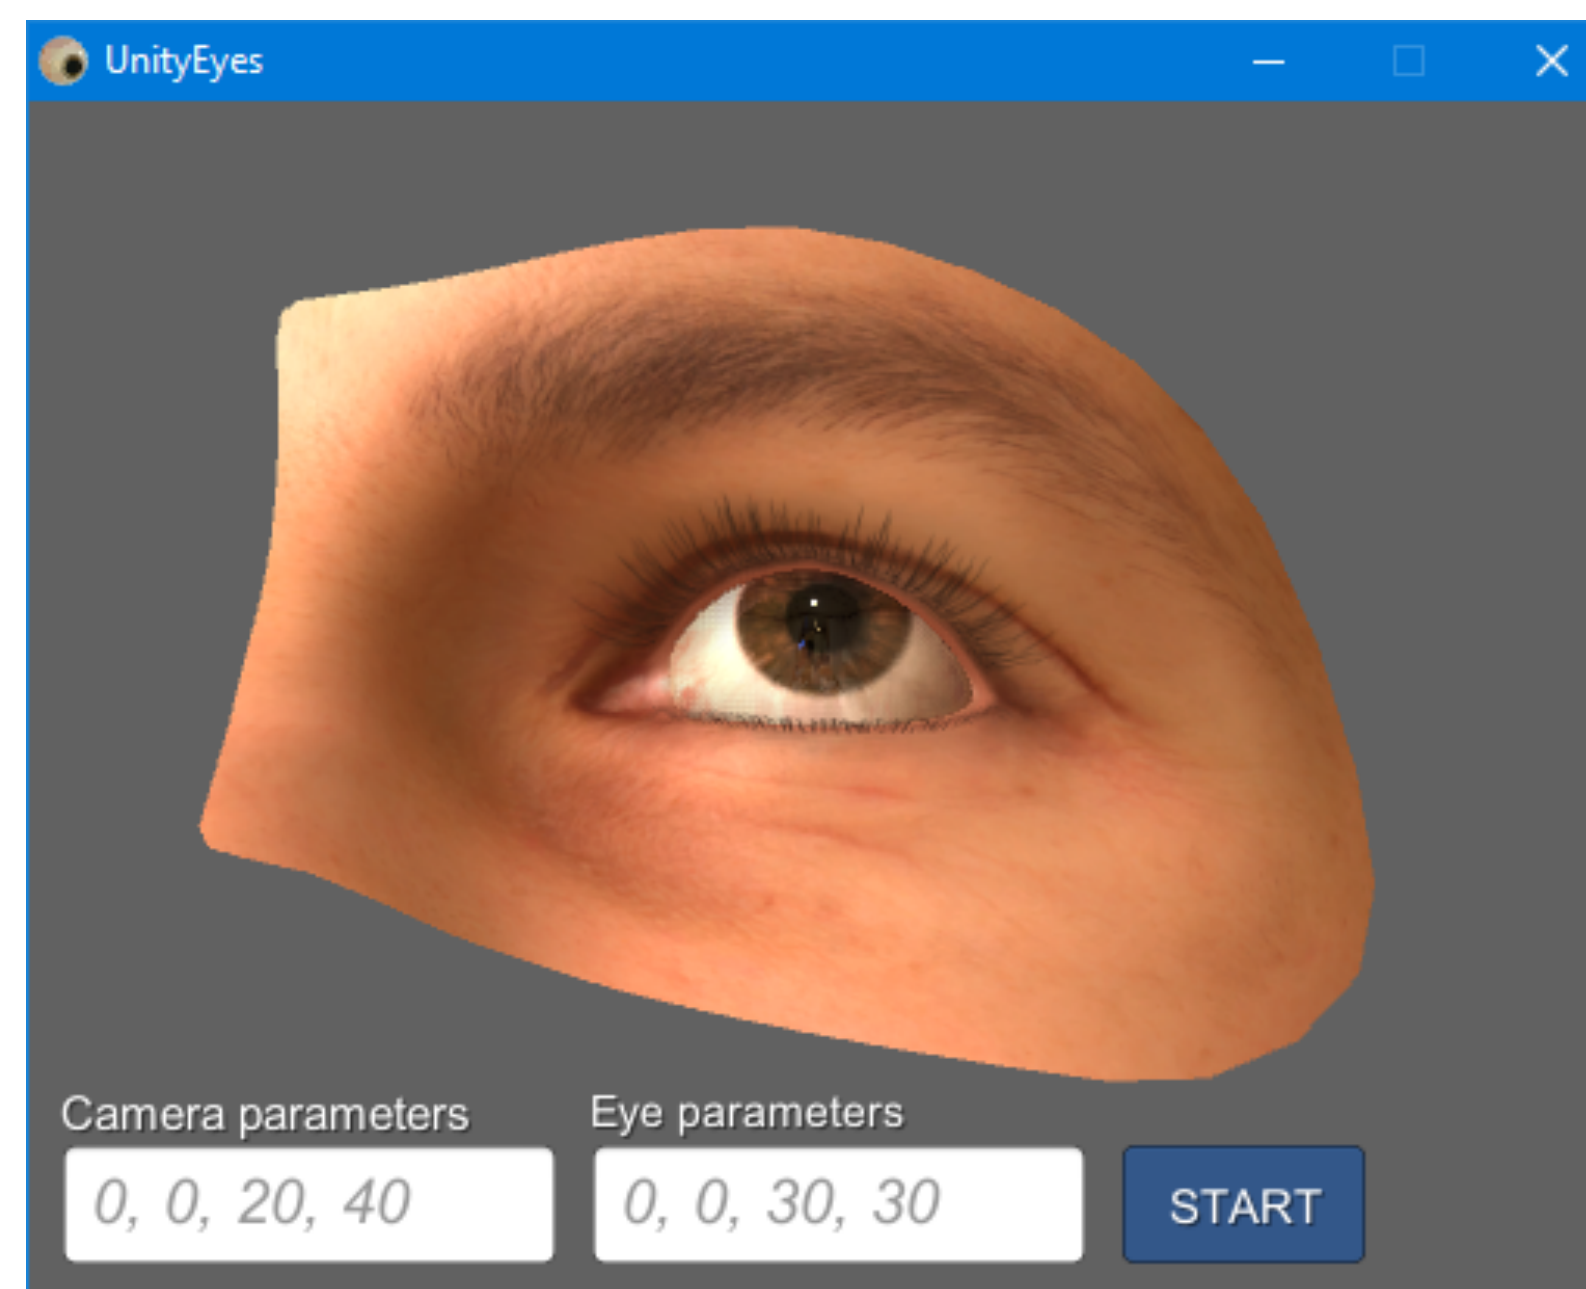 UnityEyes
Camera parameters
Eye parameters
0, 0, 20, 40
0, 0, 30, 30
START